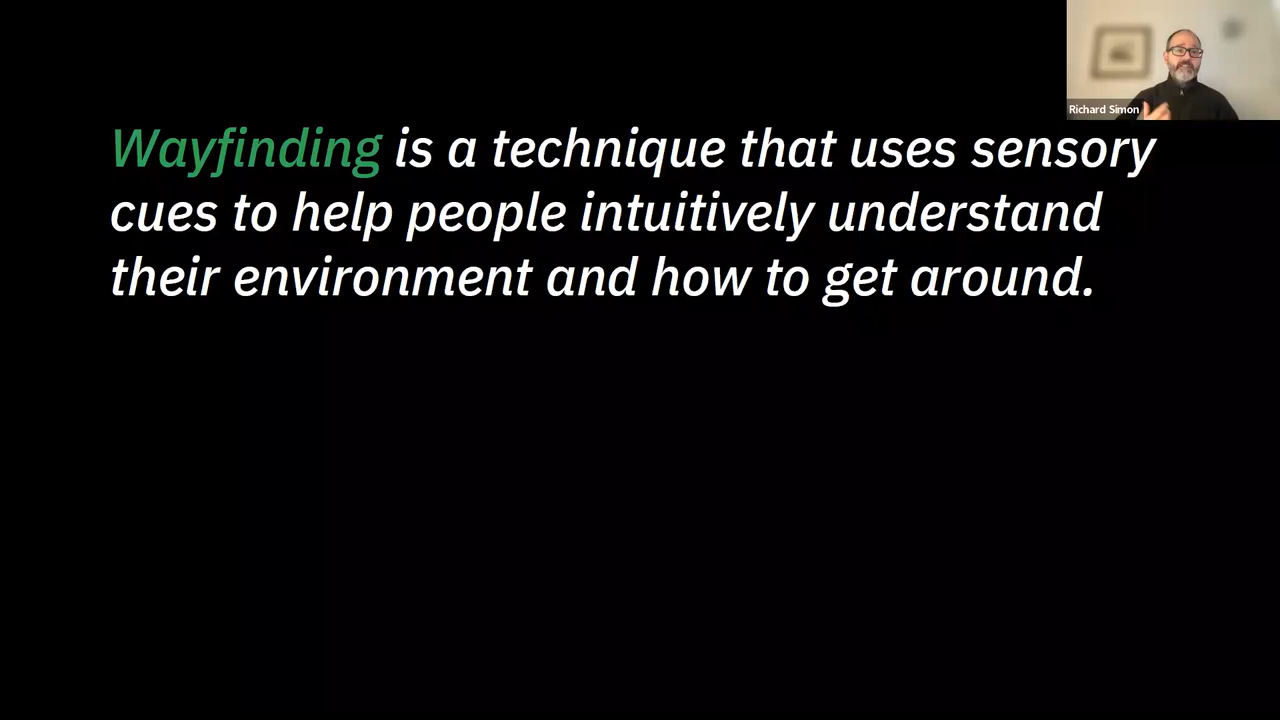 Richard Simon
Wayfinding is a technique that uses sensory
cues to help people intuitively understand
their environment and how to get around.